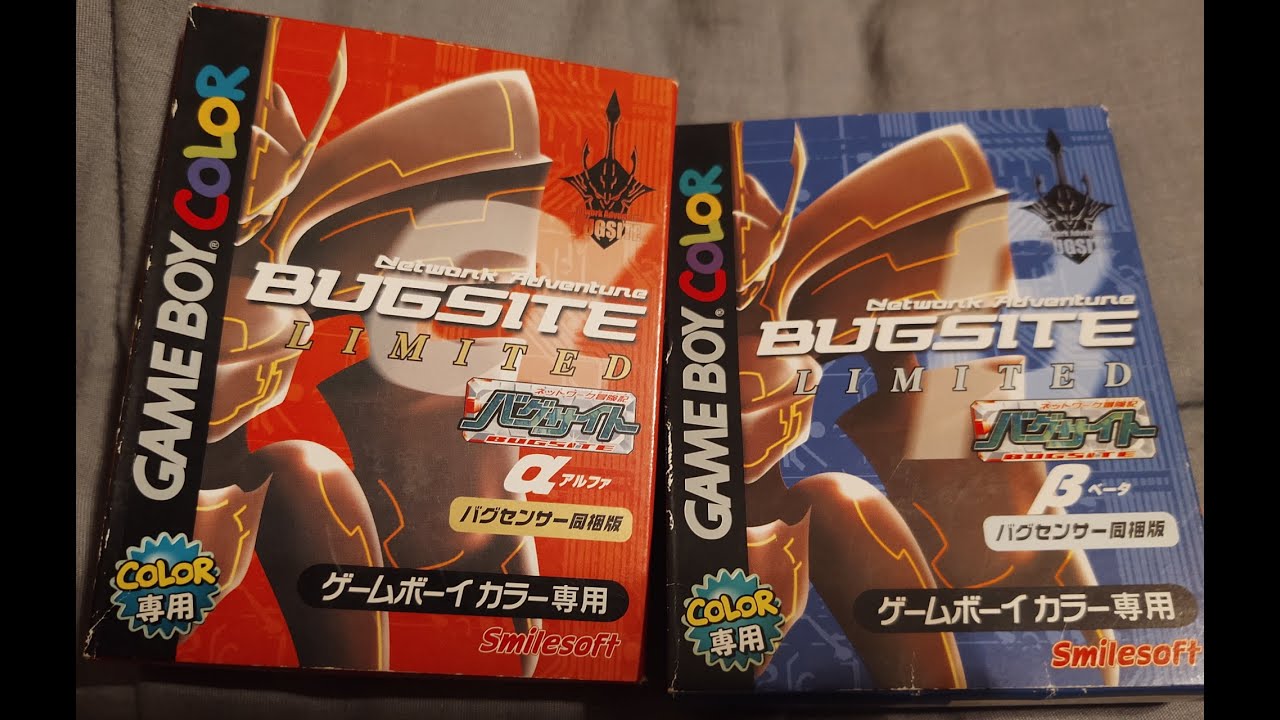 GAME BOY® COLOR
Network Adventure
BUGSITE
LIMITED
ネットワーク冒険記
バグサイト
BUGSITE
α アルファ
バグセンサー同梱版
COLOR
専用
ゲームボーイ カラー専用
Smilesoft
GAME BOY® COLOR
Network Adventure
BUGSITE
LIMITED
ネットワーク冒険記
バグサイト
BUGSITE
β ベータ
バグセンサー同梱版
COLOR
専用
ゲームボーイ カラー専用
Smilesoft